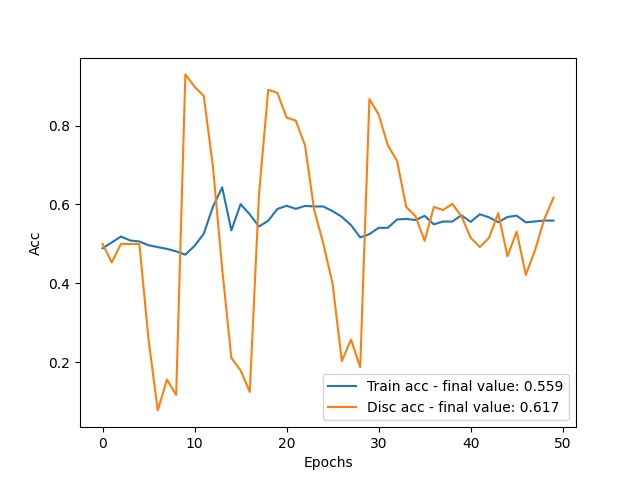 0.8
0.6
0.4
0.2
Acc
0 10 20 30 40 50
Epochs
Train acc - final value: 0.559
Disc acc - final value: 0.617